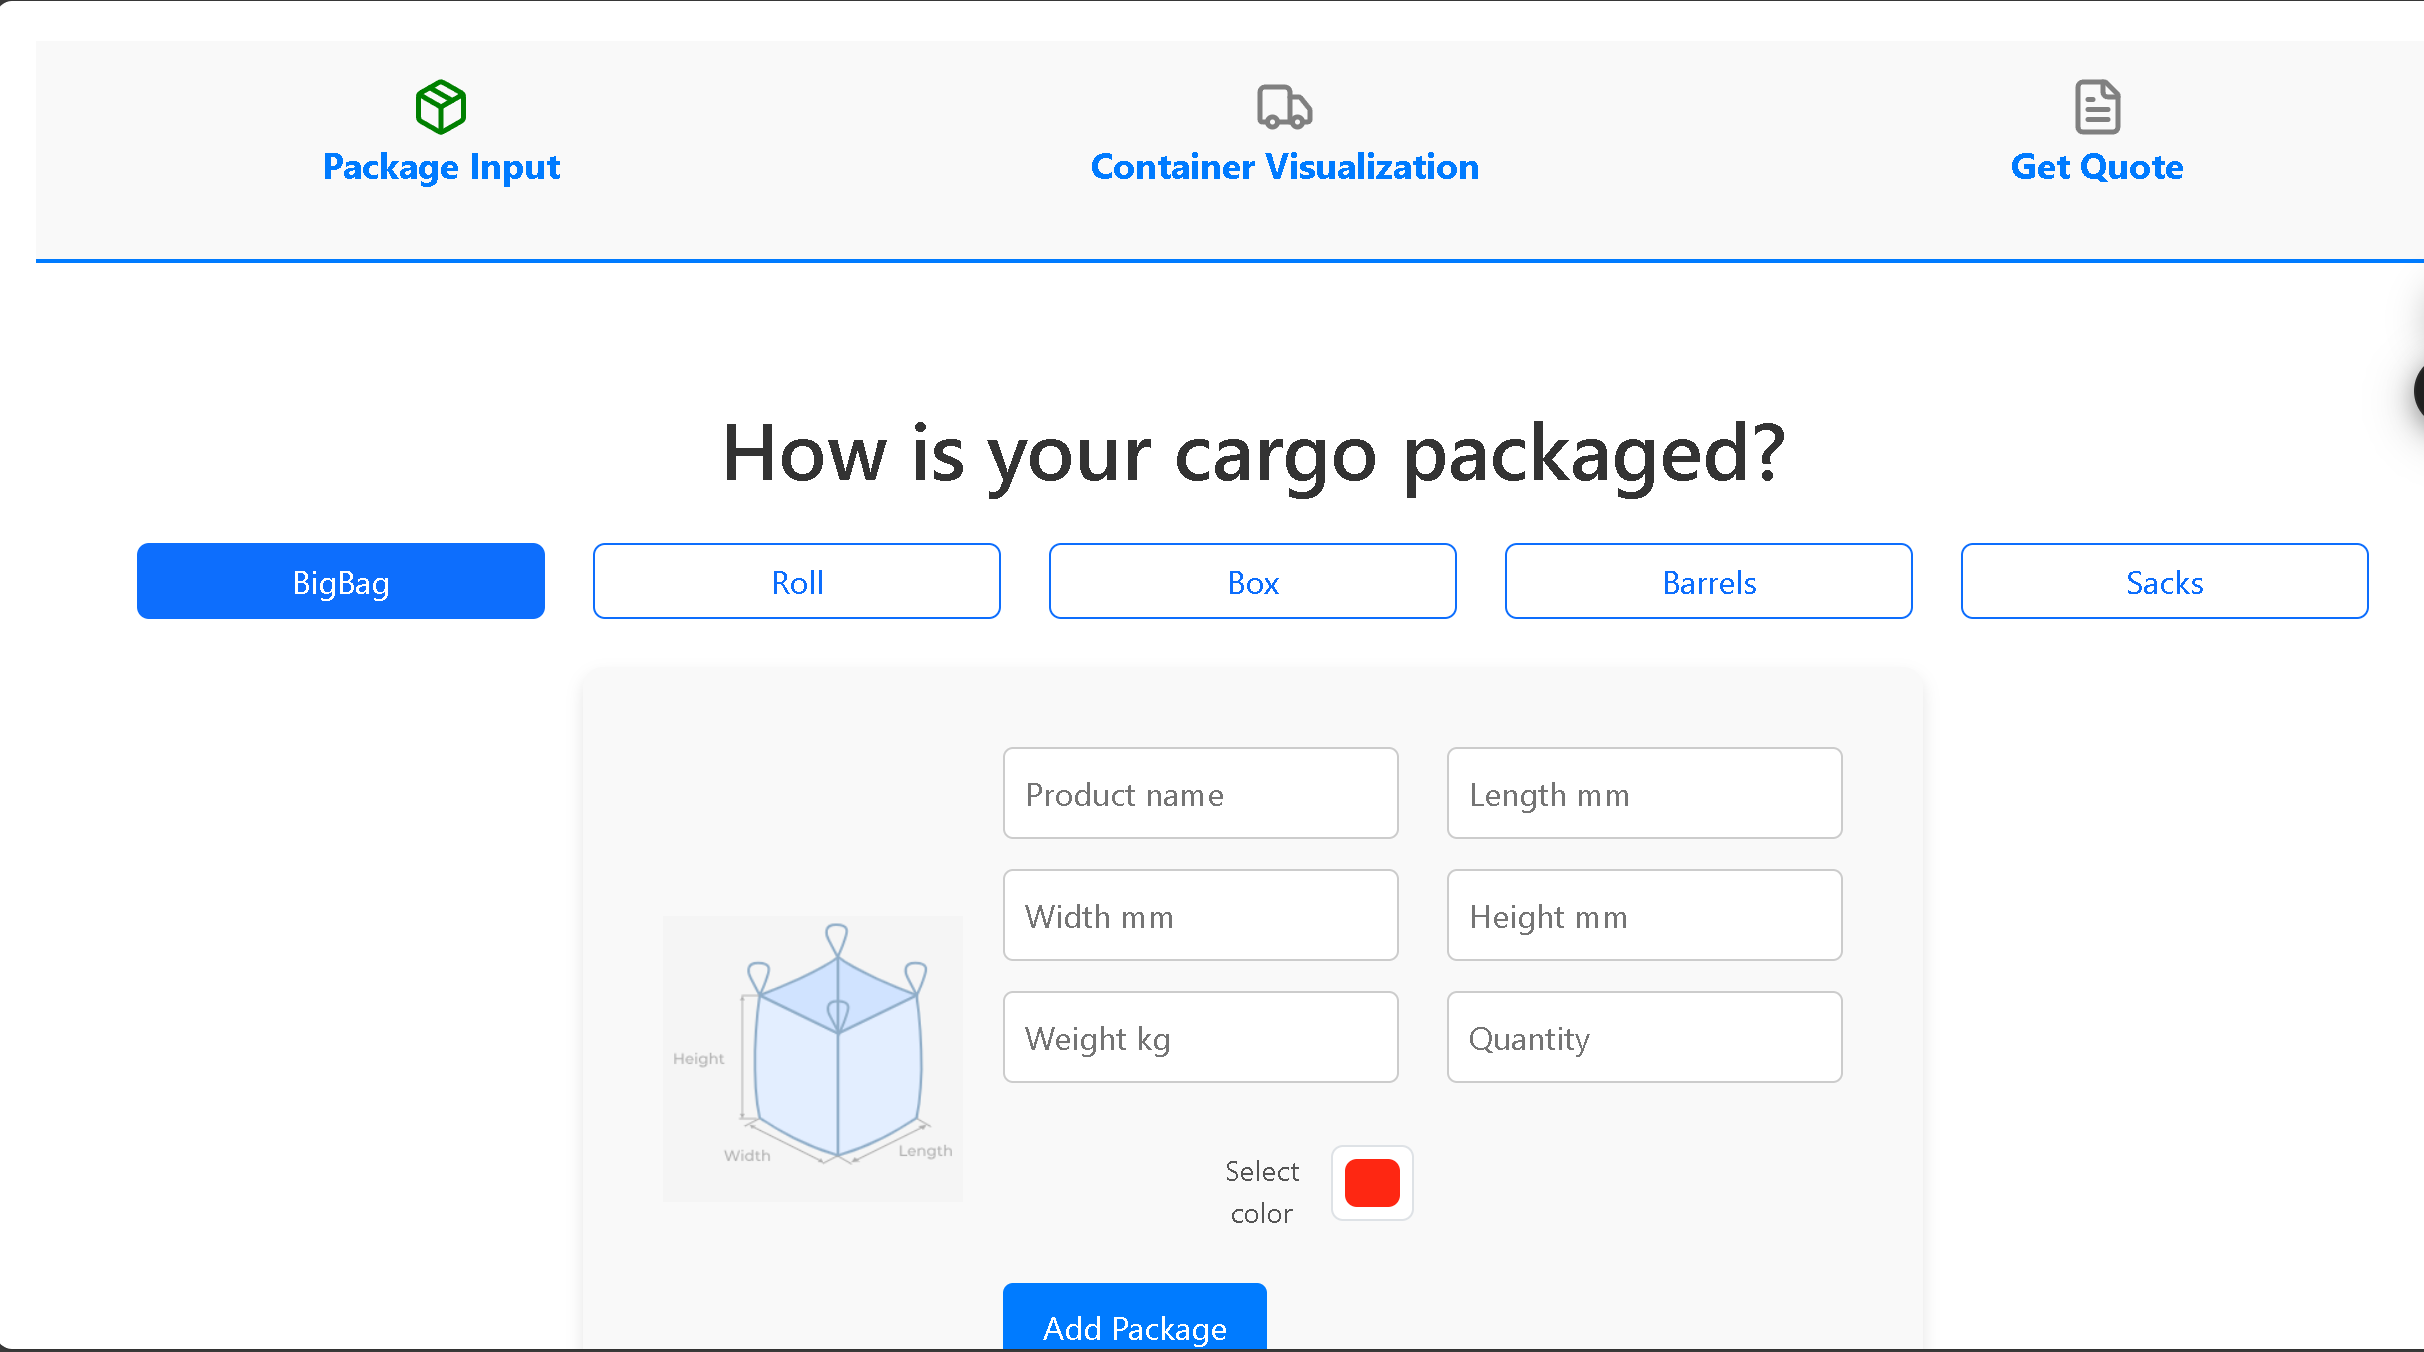 Package Input
Container Visualization
Get Quote
How is your cargo packaged?
BigBag
Roll
Box
Barrels
Sacks
Product name
Length mm
Width mm
Height mm
Weight kg
Quantity
Height
Width
Length
Select
color
Add Package